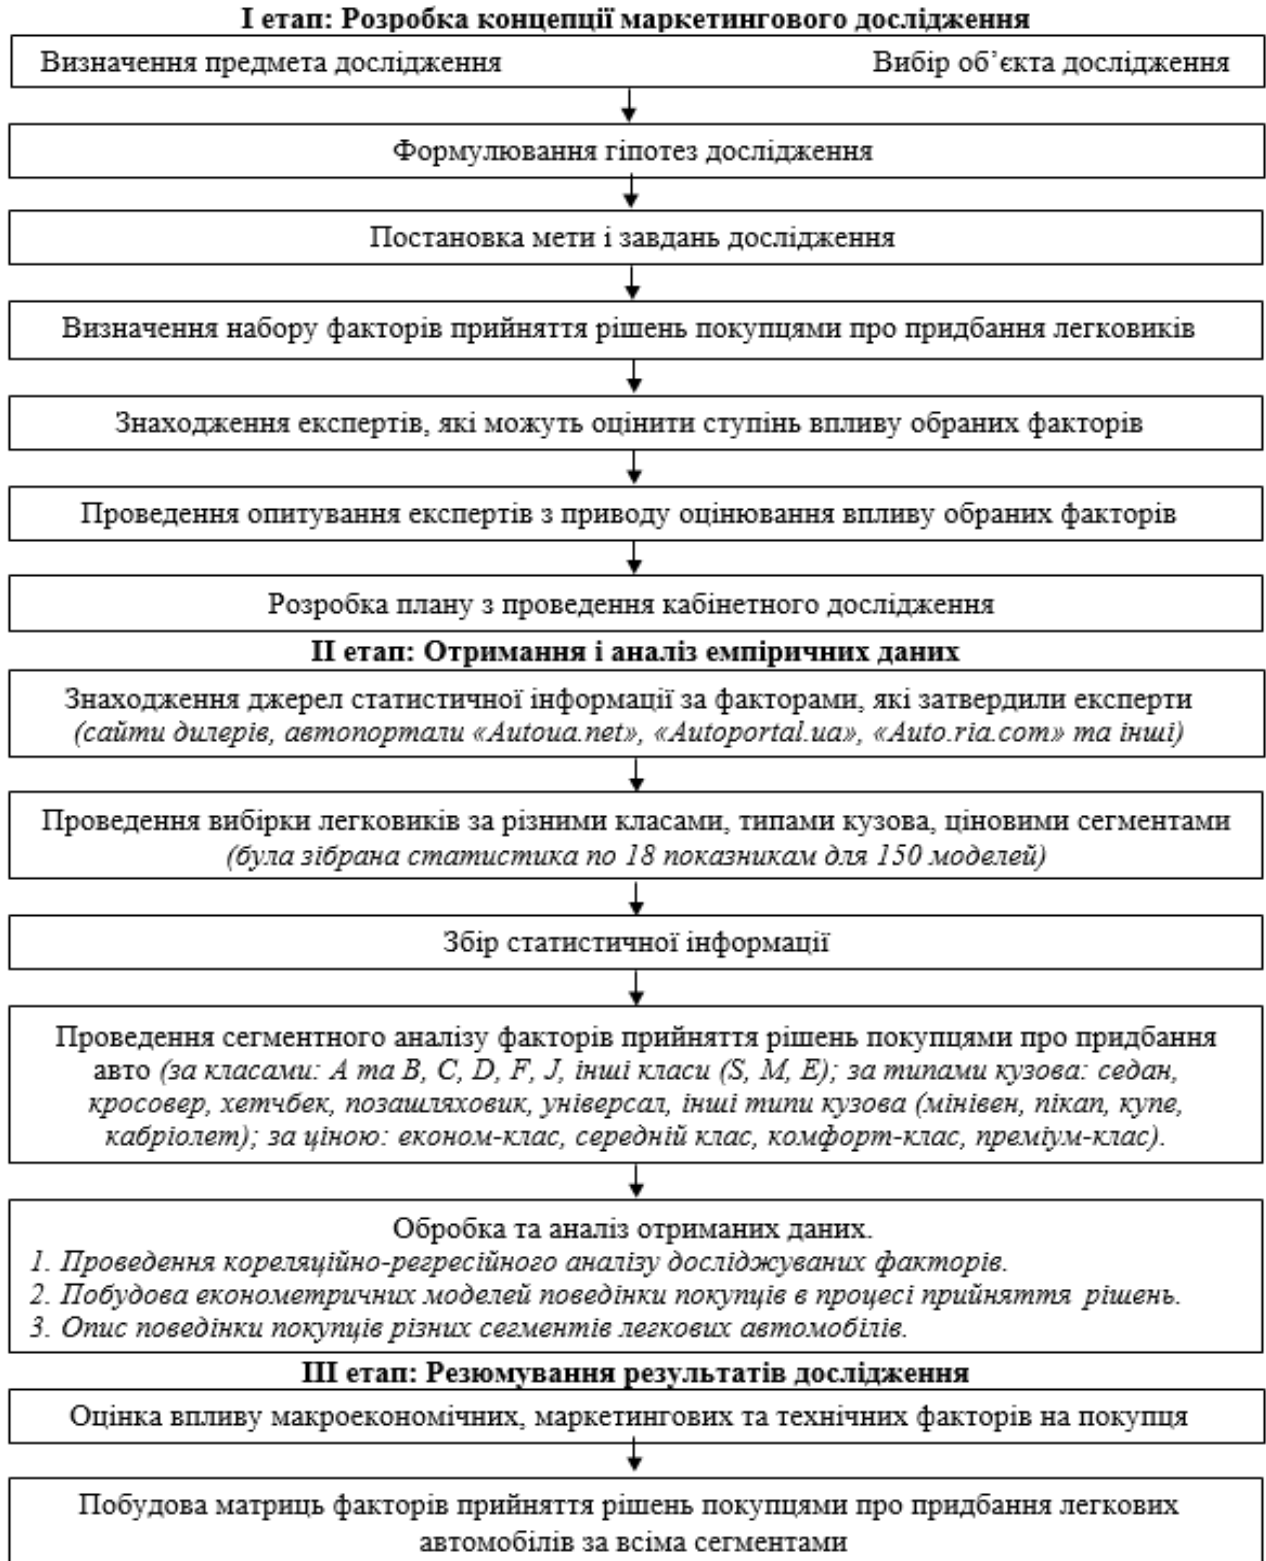 І етап: Розробка концепції маркетингового дослідження
Визначення предмета дослідження Вибір об’єкта дослідження
Формулювання гіпотез дослідження
Постановка мети і завдань дослідження
Визначення набору факторів прийняття рішень покупцями про придбання легковиків
Знаходження експертів, які можуть оцінити ступінь впливу обраних факторів
Проведення опитування експертів з приводу оцінювання впливу обраних факторів
Розробка плану з проведення кабінетного дослідження
ІІ етап: Отримання і аналіз емпіричних даних
Знаходження джерел статистичної інформації за факторами, які затвердили експерти
(сайти дилерів, автопортали «Autoua.net», «Autoportal.ua», «Auto.ria.com» та інші)
Проведення вибірки легковиків за різними класами, типами кузова, ціновими сегментами
(була зібрана статистика по 18 показникам для 150 моделей)
Збір статистичної інформації
Проведення сегментного аналізу факторів прийняття рішень покупцями про придбання
авто (за класами: А та В, С, D, F, J, інші класи (S, M, E); за типами кузова: седан,
кросовер, хетчбек, позашляховик, універсал, інші типи кузова (мінівен, пікап, купе,
кабріолет); за ціною: економ-клас, середній клас, комфорт-клас, преміум-клас).
Обробка та аналіз отриманих даних.
1. Проведення кореляційно-регресійного аналізу досліджуваних факторів.
2. Побудова економетричних моделей поведінки покупців в процесі прийняття рішень.
3. Опис поведінки покупців різних сегментів легкових автомобілів.
ІІІ етап: Резюмування результатів дослідження
Оцінка впливу макроекономічних, маркетингових та технічних факторів на покупця
Побудова матриць факторів прийняття рішень покупцями про придбання легкових
автомобілів за всіма сегментами